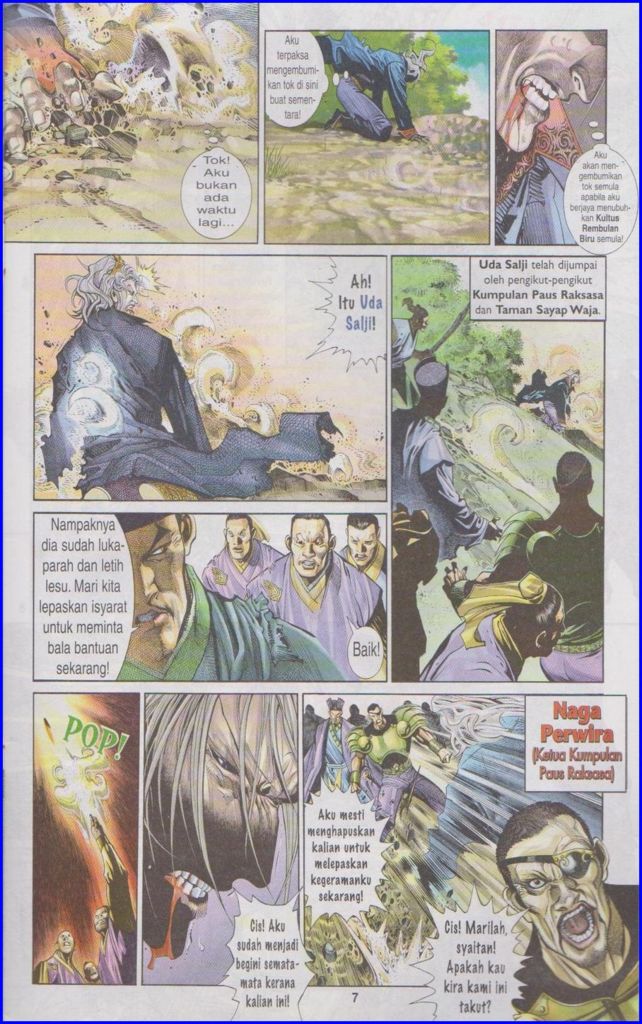 Tok!
Aku
bukan
ada
waktu
lagi...
Aku
terpaksa
mengembumi-
kan tok di sini
buat semen-
tara!
Aku
akan men-
gembumikan
tok semula
apabila aku
berjaya menubuh-
kan Kultus
Rembulan
Biru semula!
Ah!
Itu Uda
Salji!
Uda Salji telah dijumpai
oleh pengikut-pengikut
Kumpulan Paus Raksasa
dan Taman Sayap Waja.
Nampaknya
dia sudah luka-
parah dan letih
lesu. Mari kita
lepaskan isyarat
untuk meminta
bala bantuan
sekarang!
Baik!
POP!
Cis! Aku
sudah menjadi
begini semata-
mata kerana
kalian ini!
Aku mesti
menghapuskan
kalian untuk
melepaskan
kegeramanku
sekarang!
Naga
Perwira
(Ketua Kumpulan
Paus Raksasa)
Cis! Marilah,
syaitan!
Apakah kau
kira kami ini
takut?
7